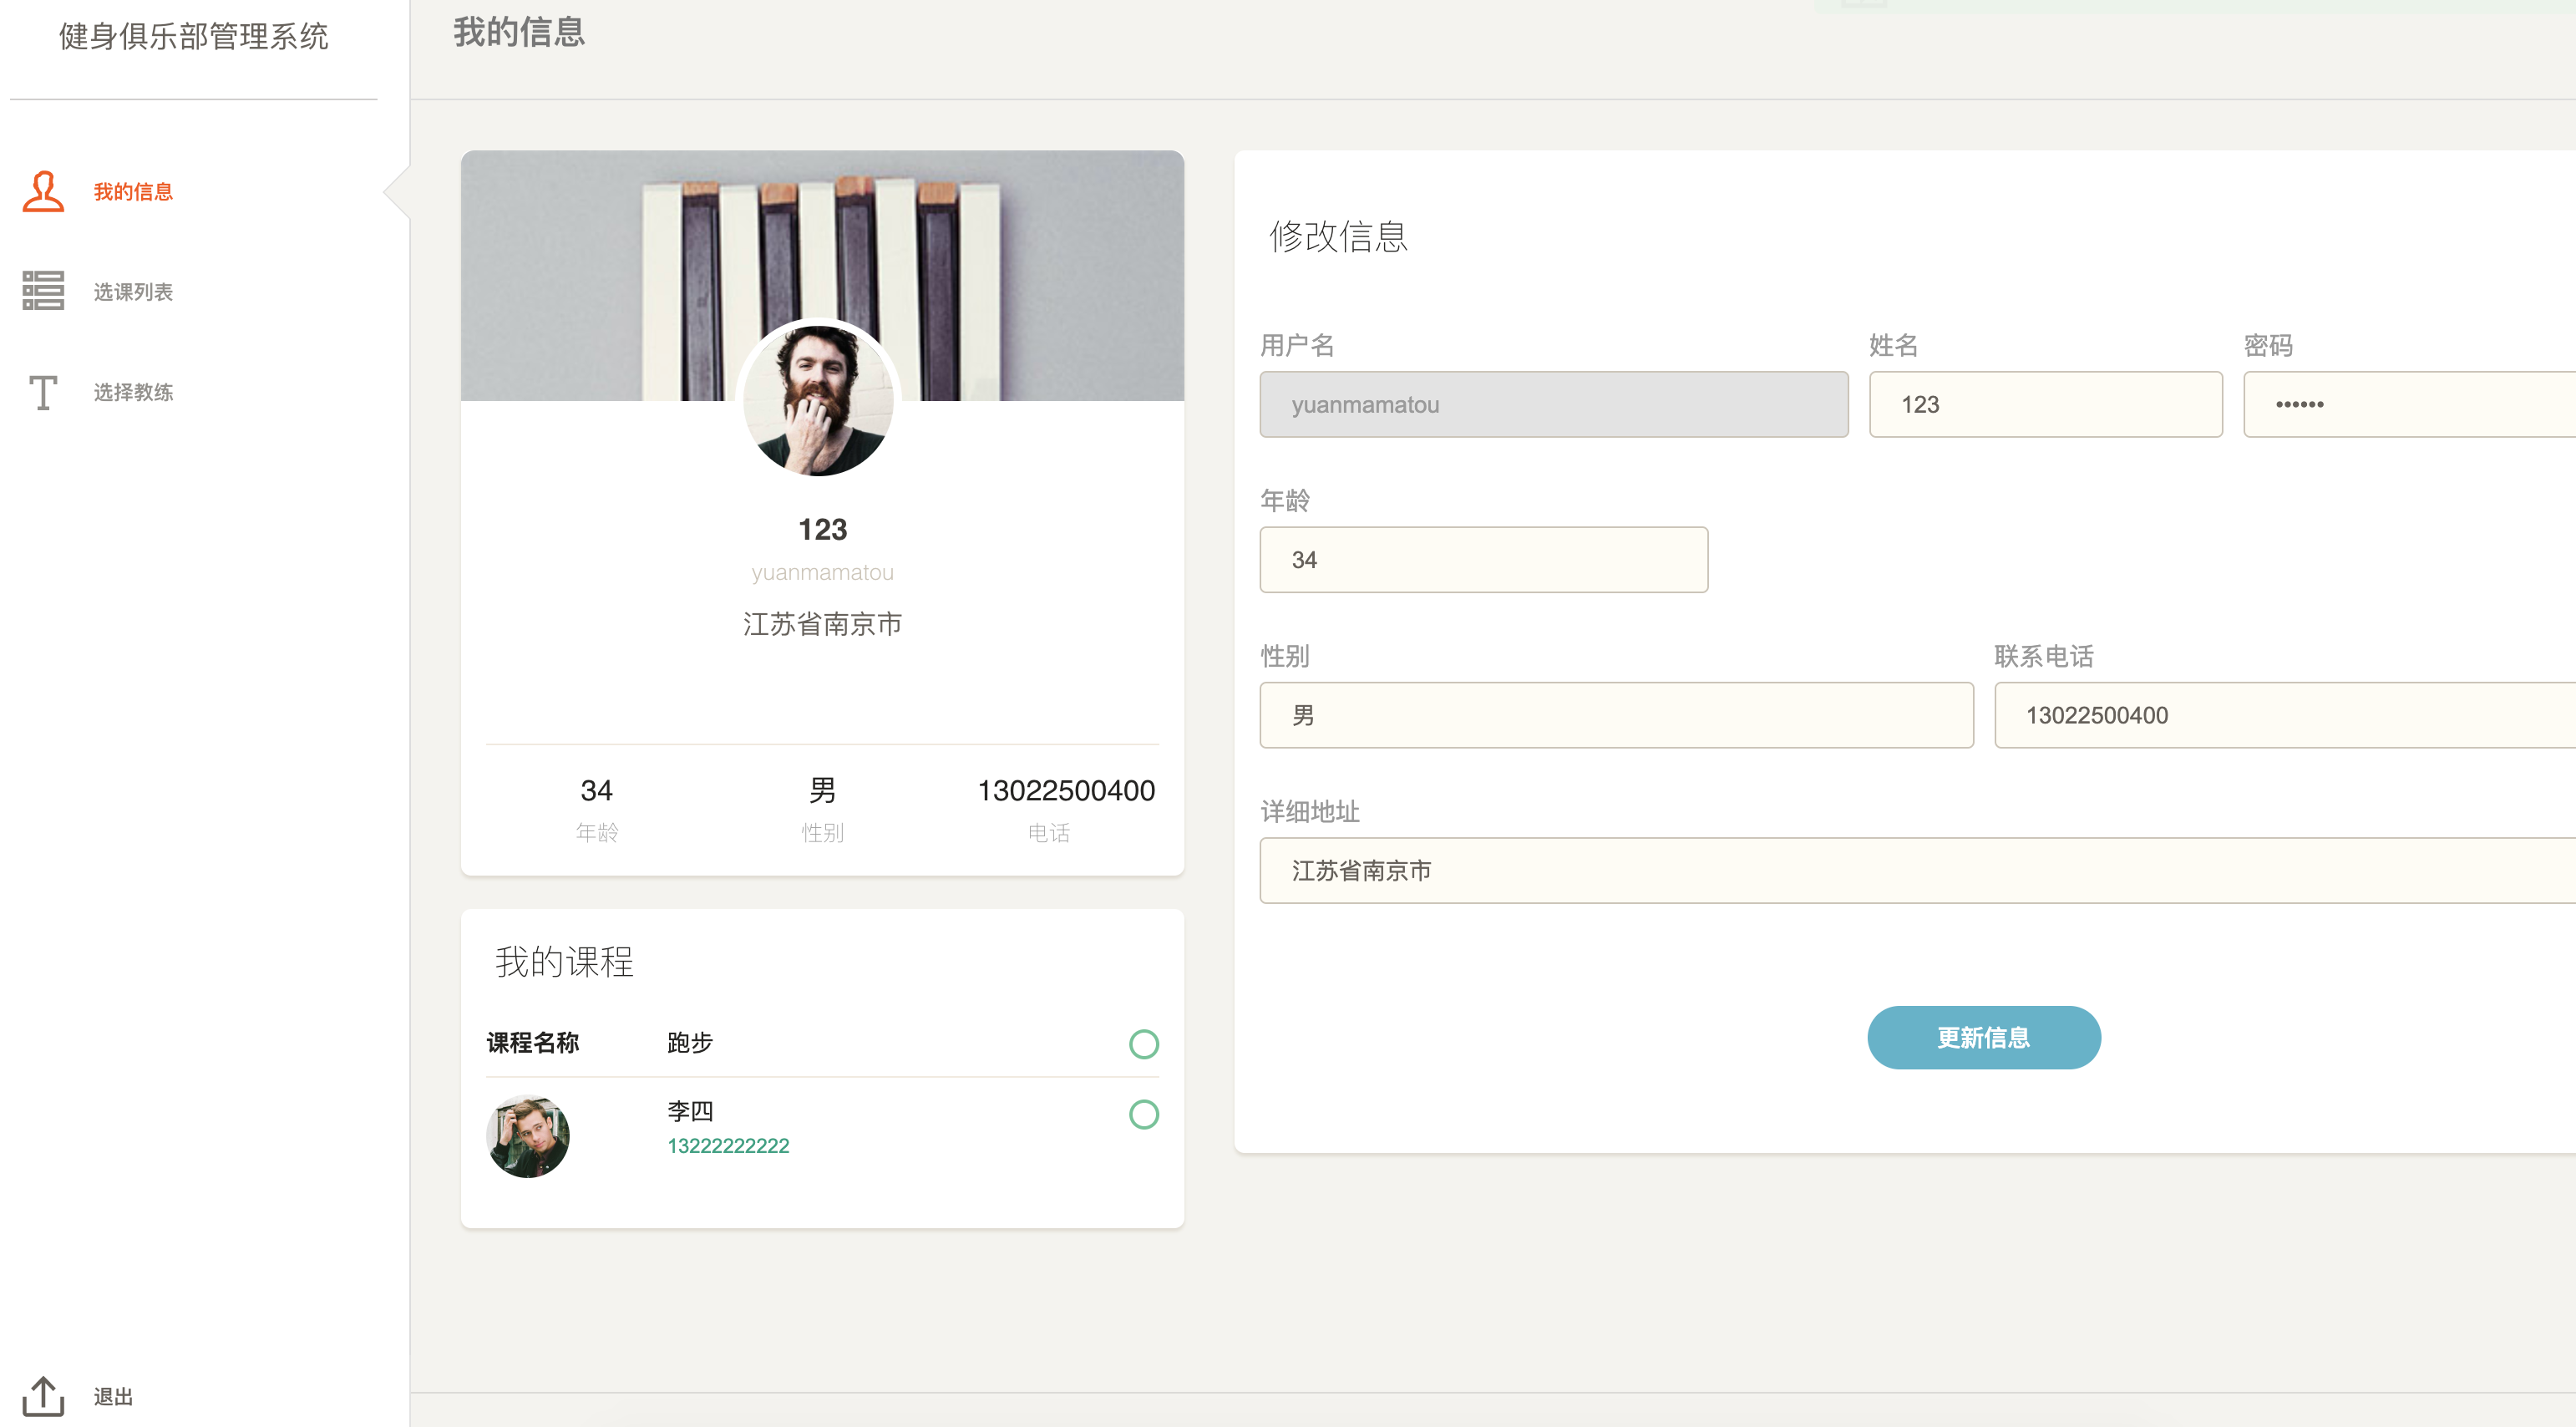 健身俱乐部管理系统
我的信息
选课列表
选择教练
退出
我的信息
123
yuanmamatou
江苏省南京市
34 男 13022500400
年龄 性别 电话
我的课程
课程名称 跑步
李四
13222222222
修改信息
用户名 姓名 密码
yuanmamatou 123 ••••••
年龄
34
性别 联系电话
男 13022500400
详细地址
江苏省南京市
更新信息